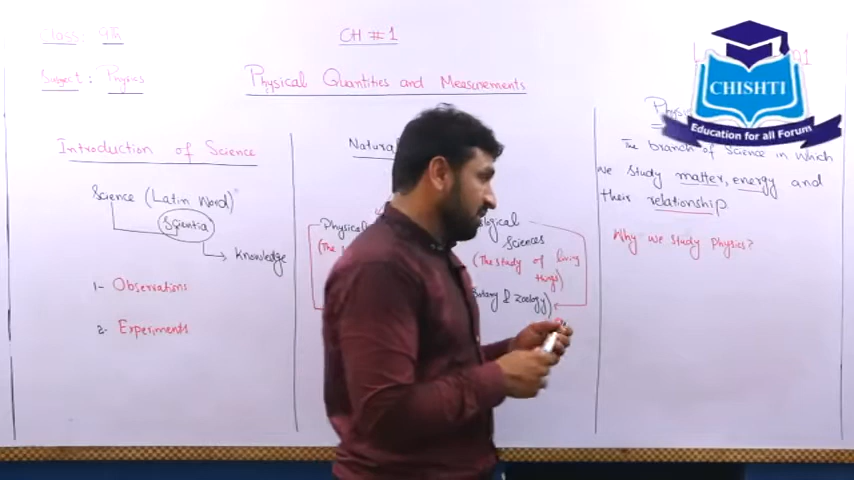 Class: 9th
CH #1
Subject: Physics
Physical Quantities and Measurements
CHISHTI
Education for all Forum
Introduction of Science
Science (Latin Word)
Scientia
Knowledge
1- Observations
2- Experiments
Physical
(The
Sciences
(The study of living
things)
Botany & Zoology)
The branch of Science in which
we study matter, energy and
their relationship
Why we study Physics?